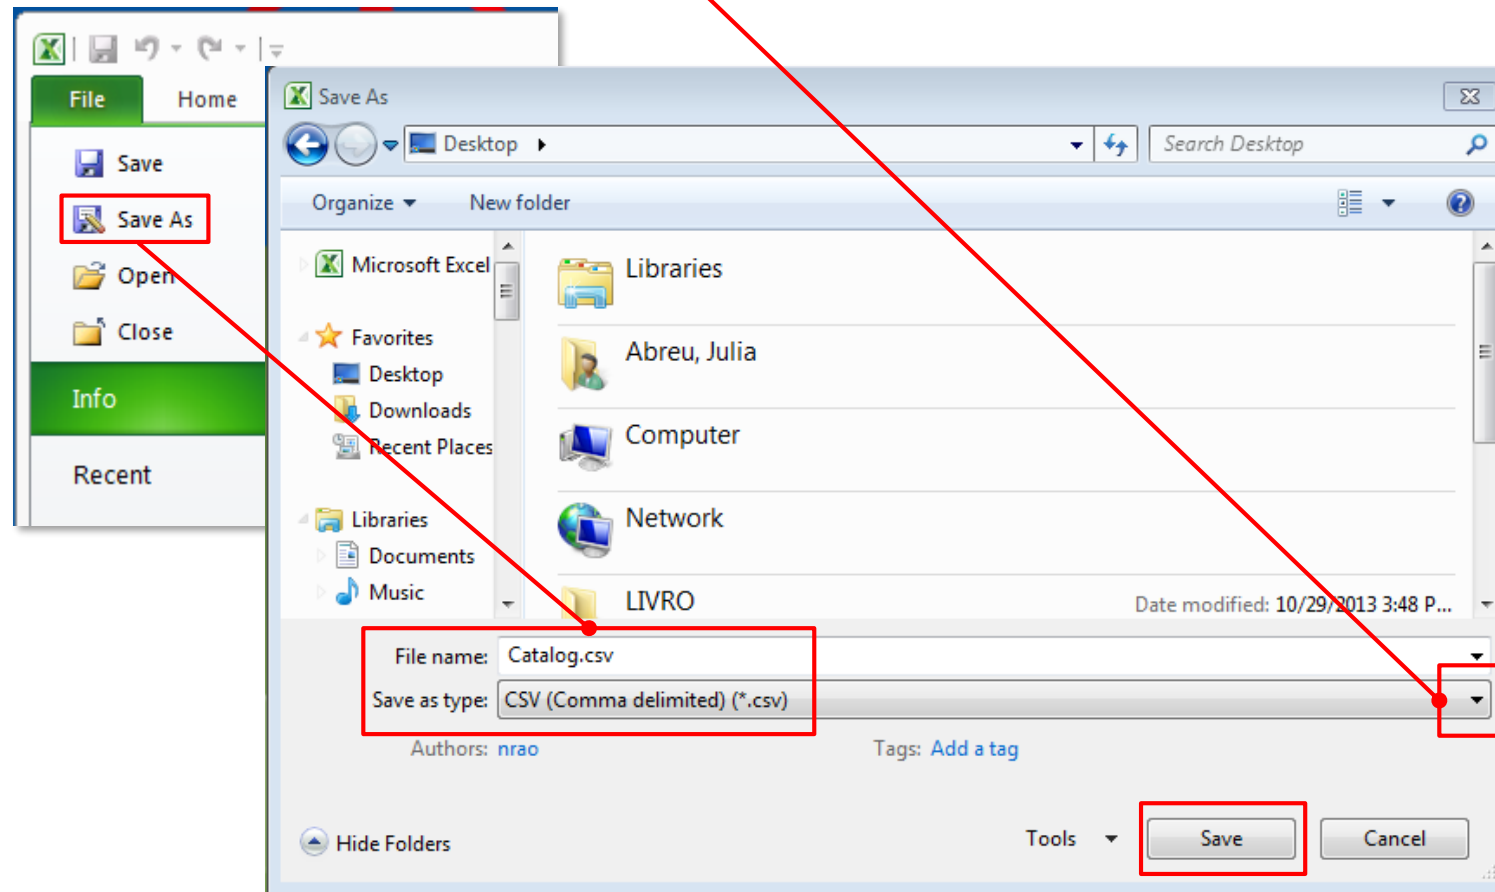 File Home
Save
Save As
Open
Close
Info
Recent
Save As
Desktop
Search Desktop
Organize New folder
Microsoft Excel
Favorites
Desktop
Downloads
Recent Places
Libraries
Documents
Music
Libraries
Abreu, Julia
Computer
Network
LIVRO Date modified: 10/29/2013 3:48 P...
File name: Catalog.csv
Save as type: CSV (Comma delimited) (*.csv)
Authors: nrao Tags: Add a tag
Hide Folders Tools Save Cancel